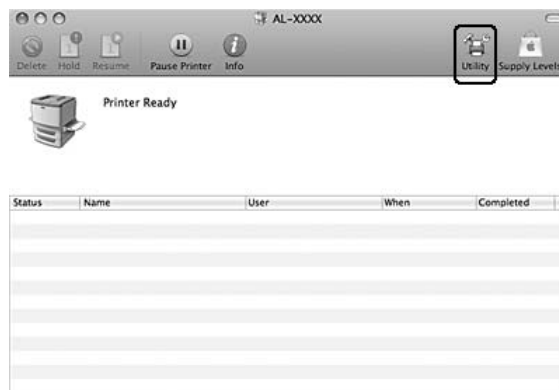 AL-XXXX
Delete Hold Resume Pause Printer Info Utility Supply Levels
Printer Ready
Status Name User When Completed